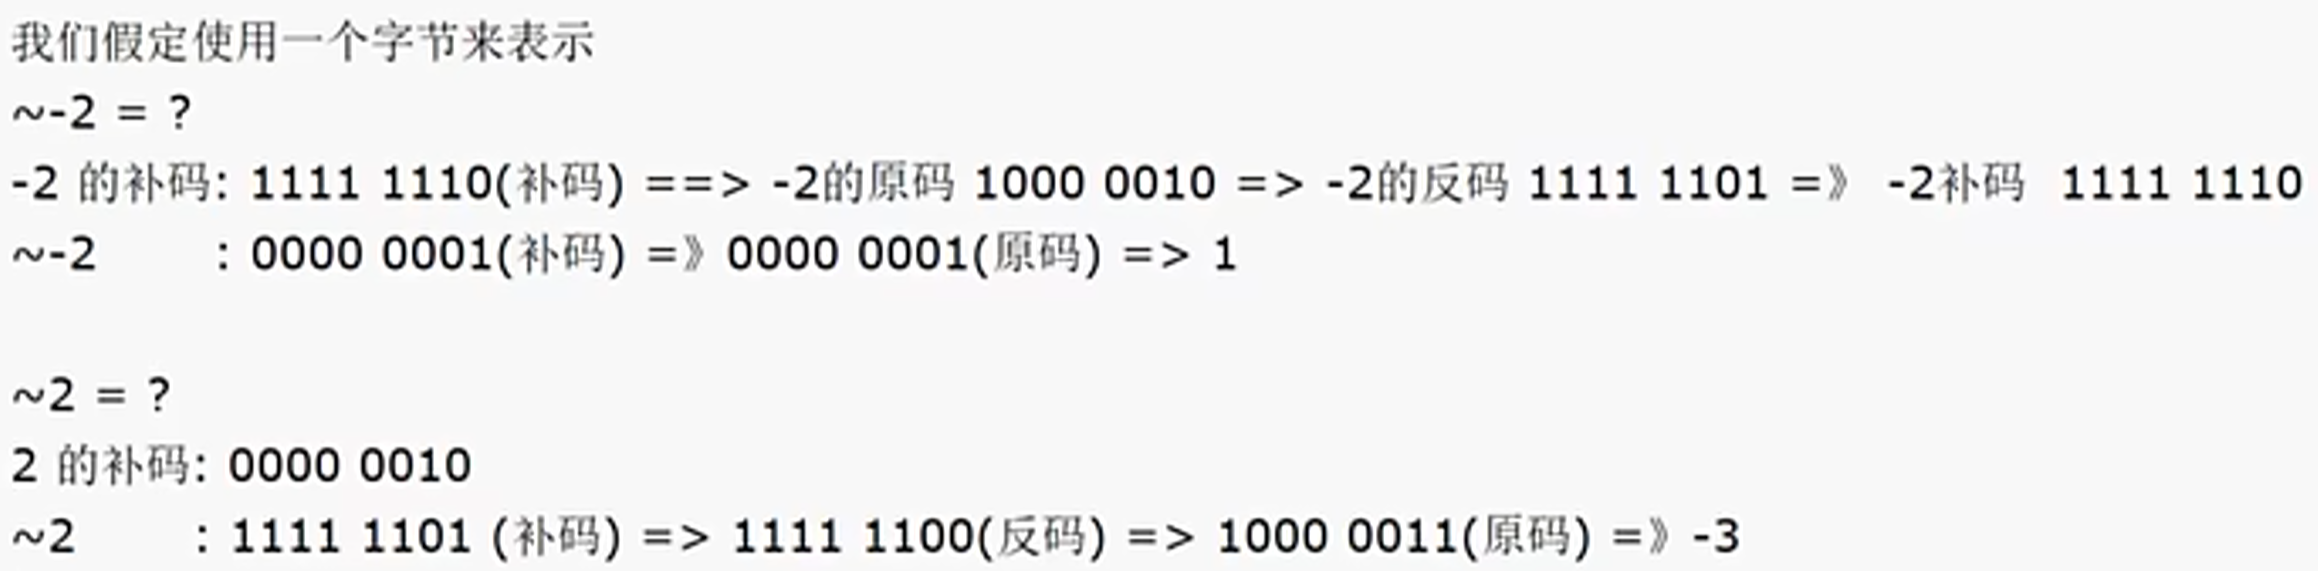 我们假定使用一个字节来表示
~-2 = ?
-2 的补码: 1111 1110(补码) ==> -2的原码 1000 0010 => -2的反码 1111 1101 =》 -2补码 1111 1110
~-2 : 0000 0001(补码) =》0000 0001(原码) => 1
~2 = ?
2 的补码: 0000 0010
~2 : 1111 1101 (补码) => 1111 1100(反码) => 1000 0011(原码) =》-3